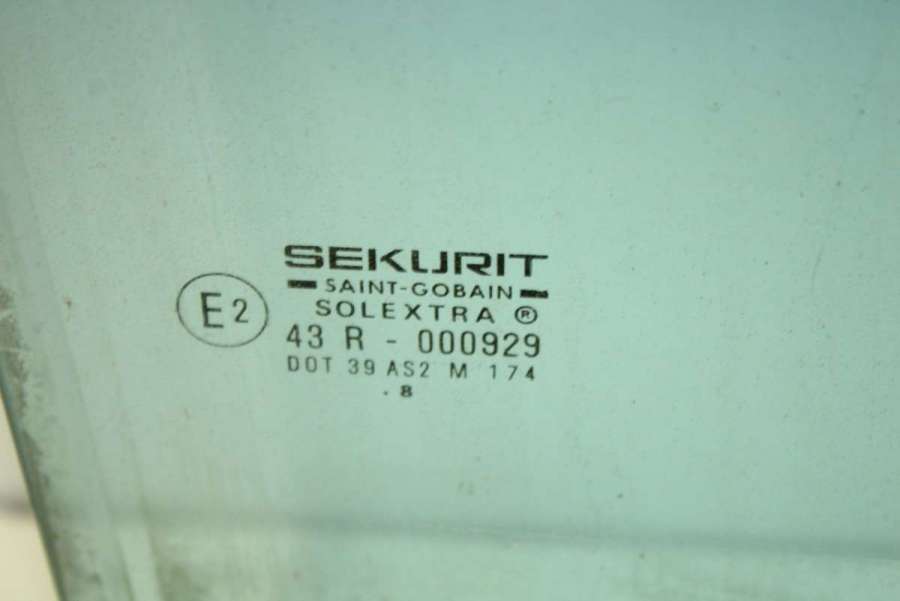 SEKURIT
SAINT-GOBAIN
SOLEXTRA ®
E2
43 R - 000929
DOT 39 AS2 M 174
. 8